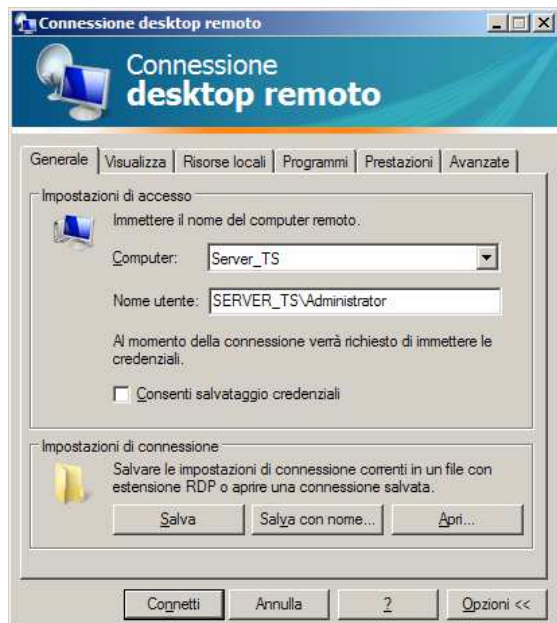 Connessione desktop remoto
Connessione
desktop remoto
Generale Visualizza Risorse locali Programmi Prestazioni Avanzate
Impostazioni di accesso
Immettere il nome del computer remoto.
Computer: Server_TS
Nome utente: SERVER_TS\Administrator
Al momento della connessione verrà richiesto di immettere le
credenziali.
Consenti salvataggio credenziali
Impostazioni di connessione
Salvare le impostazioni di connessione correnti in un file con
estensione RDP o aprire una connessione salvata.
Salva Salva con nome... Apri...
Connetti Annulla ? Opzioni <<